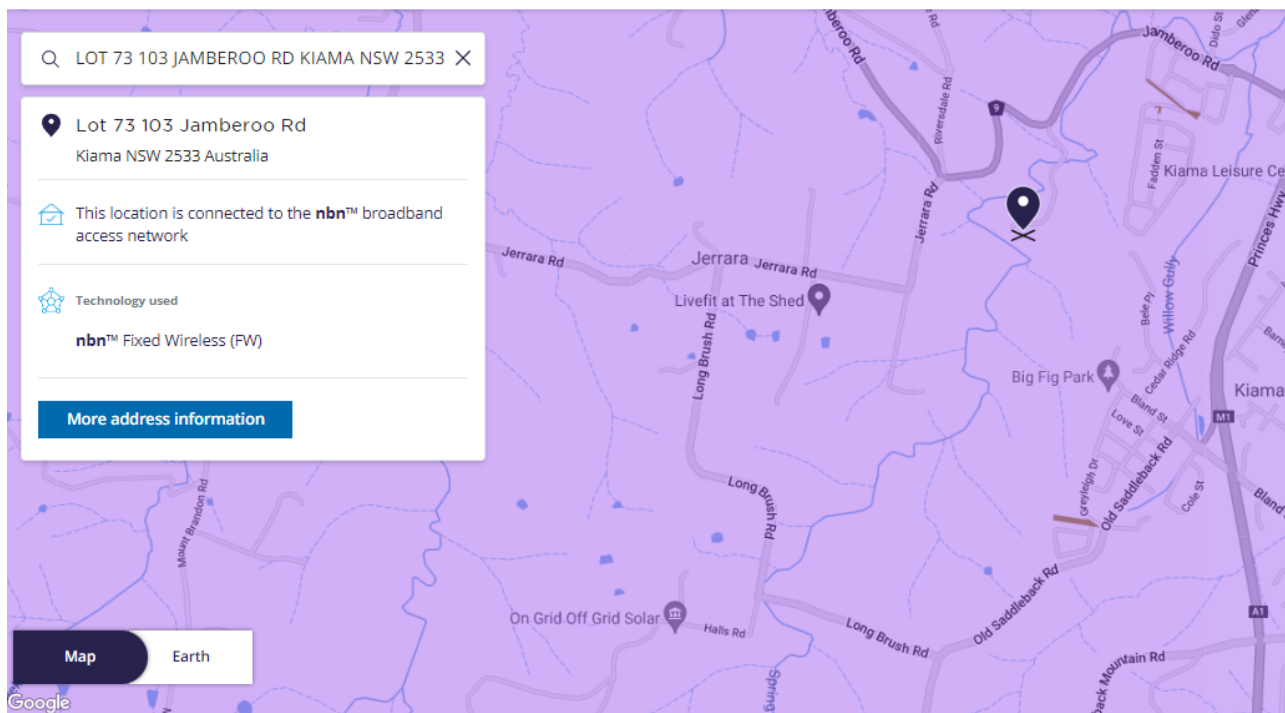 LOT 73 103 JAMBEROO RD KIAMA NSW 2533
Lot 73 103 Jamberoo Rd
Kiama NSW 2533 Australia
This location is connected to the nbn™ broadband
access network
Technology used
nbn™ Fixed Wireless (FW)
More address information
Map
Earth
Google
Jamberoo Rd
Dido St
9
Riversdale Rd
Fadden St
Kiama Leisure Ce
Princes Hwy
Jerrara Rd
Jerrara Rd
Jerrara
Jerrara Rd
Livefit at The Shed
Willow Gully
Bele Pl
Cedar Ridge Rd
Big Fig Park
Long Brush Rd
Bland St
Love St
Kiama
M1
Greyleigh Dr
Old Saddleback Rd
Cole St
Bland
Long Brush Rd
Mount Brandon Rd
On Grid Off Grid Solar
Halls Rd
Long Brush Rd
Old Saddleback Rd
A1
Spring
back Mountain Rd